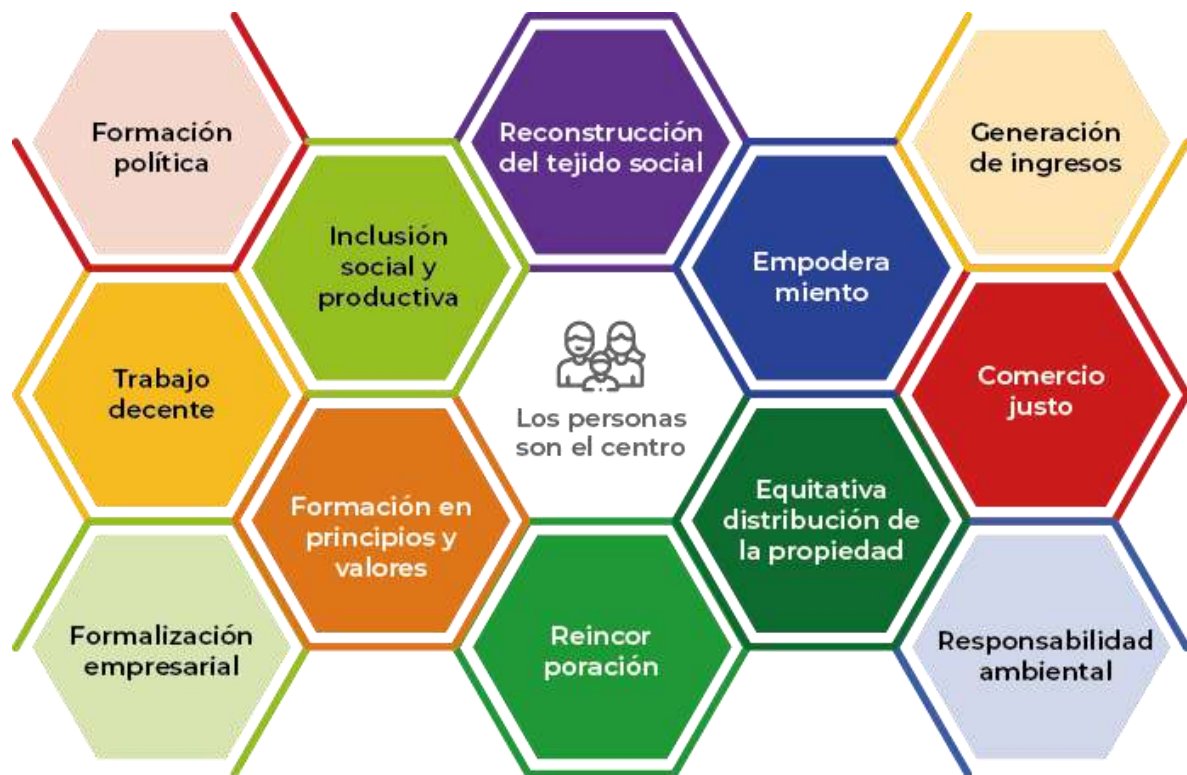 Formación
política
Reconstrucción
del tejido social
Generación
de ingresos
Inclusión
social y
productiva
Empodera
miento
Trabajo
decente
Los personas
son el centro
Comercio
justo
Formación en
principios y
valores
Equitativa
distribución de
la propiedad
Formalización
empresarial
Reincor
poración
Responsabilidad
ambiental